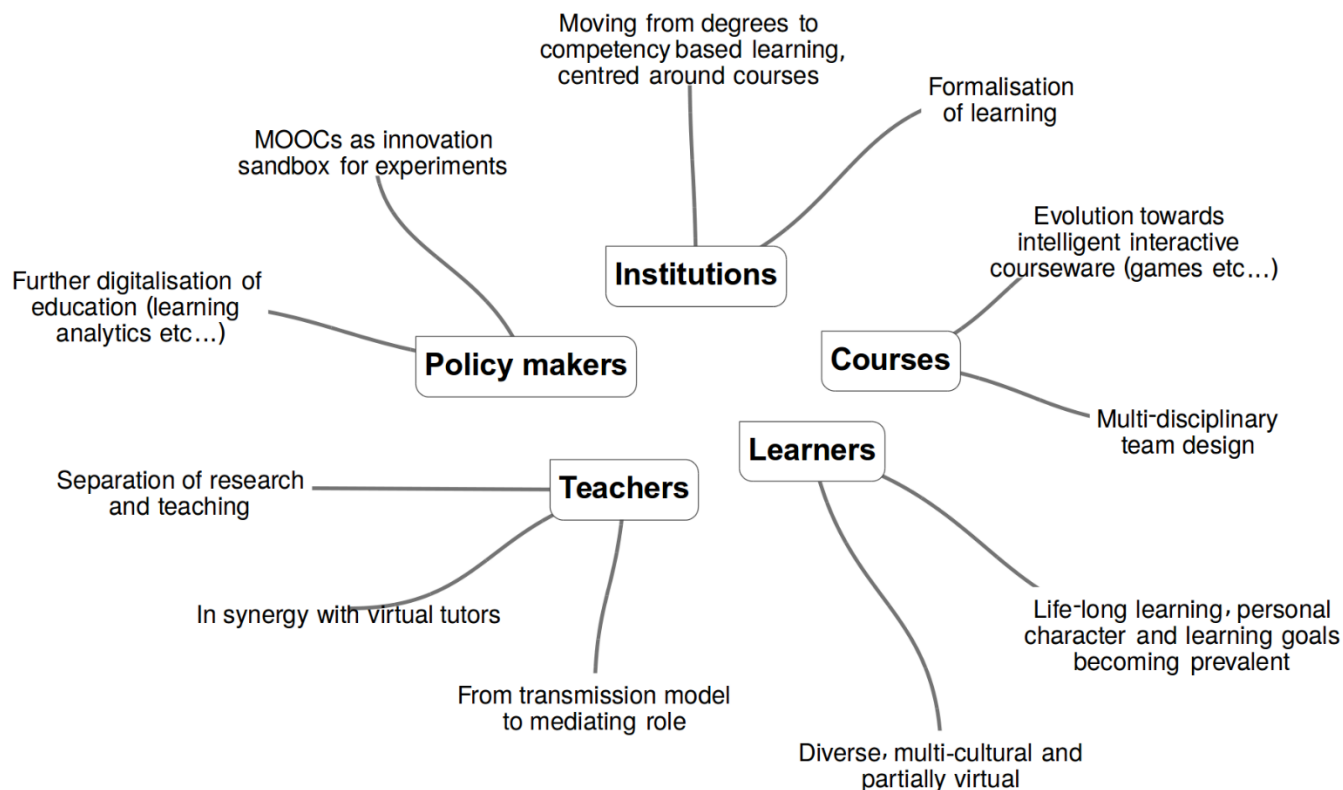 Moving from degrees to
competency based learning,
centred around courses
Formalisation
of learning
MOOCs as innovation
sandbox for experiments
Evolution towards
intelligent interactive
courseware (games etc...)
Institutions
Further digitalisation of
education (learning
analytics etc...)
Policy makers
Courses
Multi-disciplinary
team design
Learners
Separation of research
and teaching
Teachers
In synergy with virtual tutors
Life-long learning, personal
character and learning goals
becoming prevalent
From transmission model
to mediating role
Diverse, multi-cultural and
partially virtual